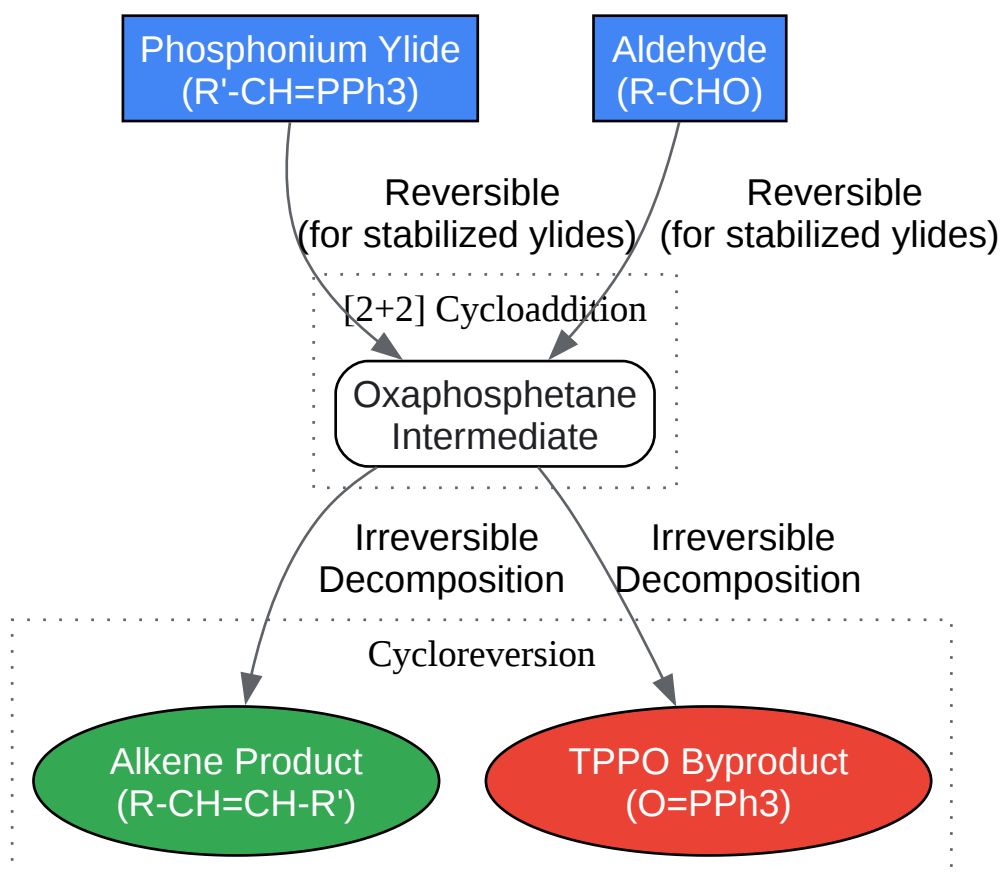 Phosphonium Ylide
(R'-CH=PPh3)
Aldehyde
(R-CHO)
Reversible
(for stabilized ylides)
Reversible
(for stabilized ylides)
[2+2] Cycloaddition
Oxaphosphetane
Intermediate
Irreversible
Decomposition
Irreversible
Decomposition
Cycloreversion
Alkene Product
(R-CH=CH-R')
TPPO Byproduct
(O=PPh3)